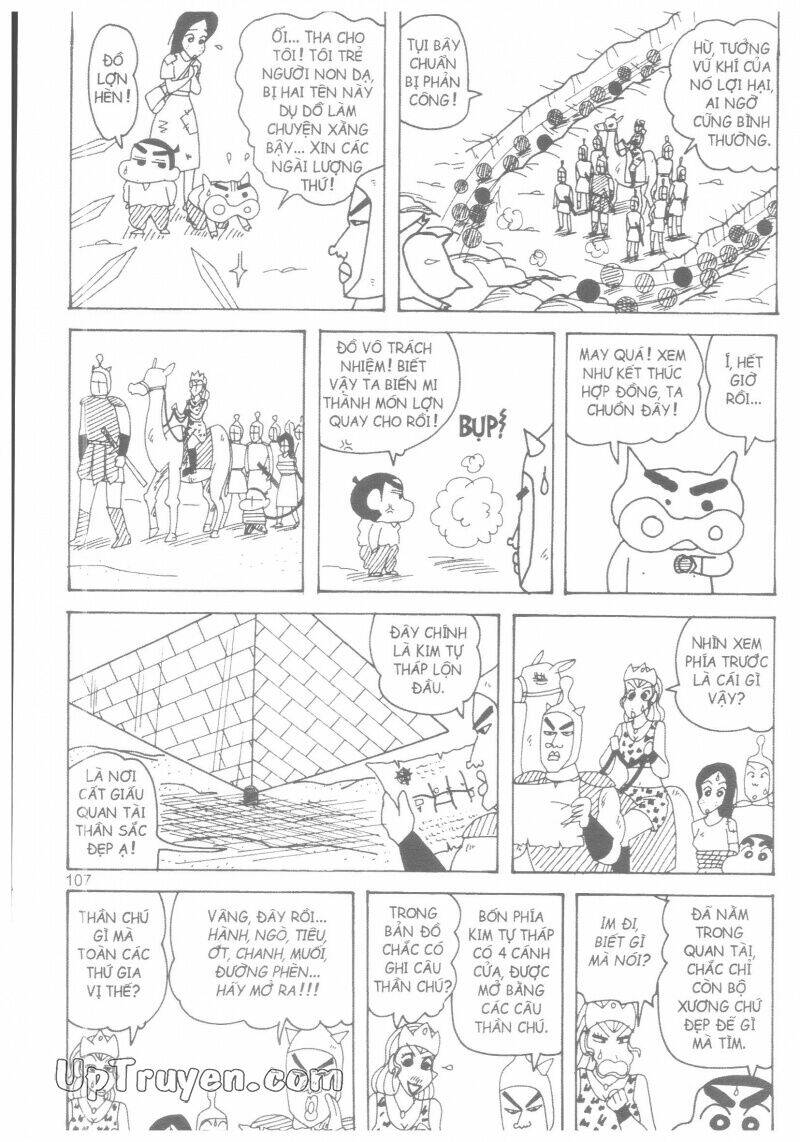 HỪ, TƯỞNG
VŨ KHÍ CỦA
NÓ LỢI HẠI,
AI NGỜ
CŨNG BÌNH
THƯỜNG.
TỤI BÂY
CHUẨN
BỊ PHẢN
CÔNG!
ỐI... THA CHO
TÔI! TÔI TRẺ
NGƯỜI NON DẠ,
BỊ HAI TÊN NÀY
DỤ DỖ LÀM
CHUYỆN XẰNG
BẬY... XIN CÁC
NGÀI LƯỢNG
THỨ!
ĐỒ
LỢN
HÈN!
Í, HẾT
GIỜ
RỒI...
MAY QUÁ! XEM
NHƯ KẾT THÚC
HỢP ĐỒNG, TA
CHUỒN ĐÂY!
BỤP!
ĐỒ VÔ TRÁCH
NHIỆM! BIẾT
VẬY TA BIẾN MI
THÀNH MÓN LỢN
QUAY CHO RỒI!
NHÌN XEM
PHÍA TRƯỚC
LÀ CÁI GÌ
VẬY?
ĐÂY CHÍNH
LÀ KIM TỰ
THÁP LỘN
ĐẦU.
LÀ NƠI
CẤT GIẤU
QUAN TÀI
THẦN SẮC
ĐẸP Ạ!
107
ĐÃ NẰM
TRONG
QUAN TÀI,
CHẮC CHỈ
CÒN BỘ
XƯƠNG CHỨ
ĐẸP ĐẼ GÌ
MÀ TÌM.
IM ĐI,
BIẾT GÌ
MÀ NÓI?
BỐN PHÍA
KIM TỰ THÁP
CÓ 4 CÁNH
CỬA, ĐƯỢC
MỞ BẰNG
CÁC CÂU
THẦN CHÚ.
TRONG
BẢN ĐỒ
CHẮC CÓ
GHI CÂU
THẦN CHÚ?
VÂNG, ĐÂY RỒI...
HÀNH, NGÒ, TIÊU,
ỚT, CHANH, MUỐI,
ĐƯỜNG PHÈN...
HÃY MỞ RA!!!
THẦN CHÚ
GÌ MÀ
TOÀN CÁC
THỨ GIA
VỊ THẾ?
UpTruyen.com